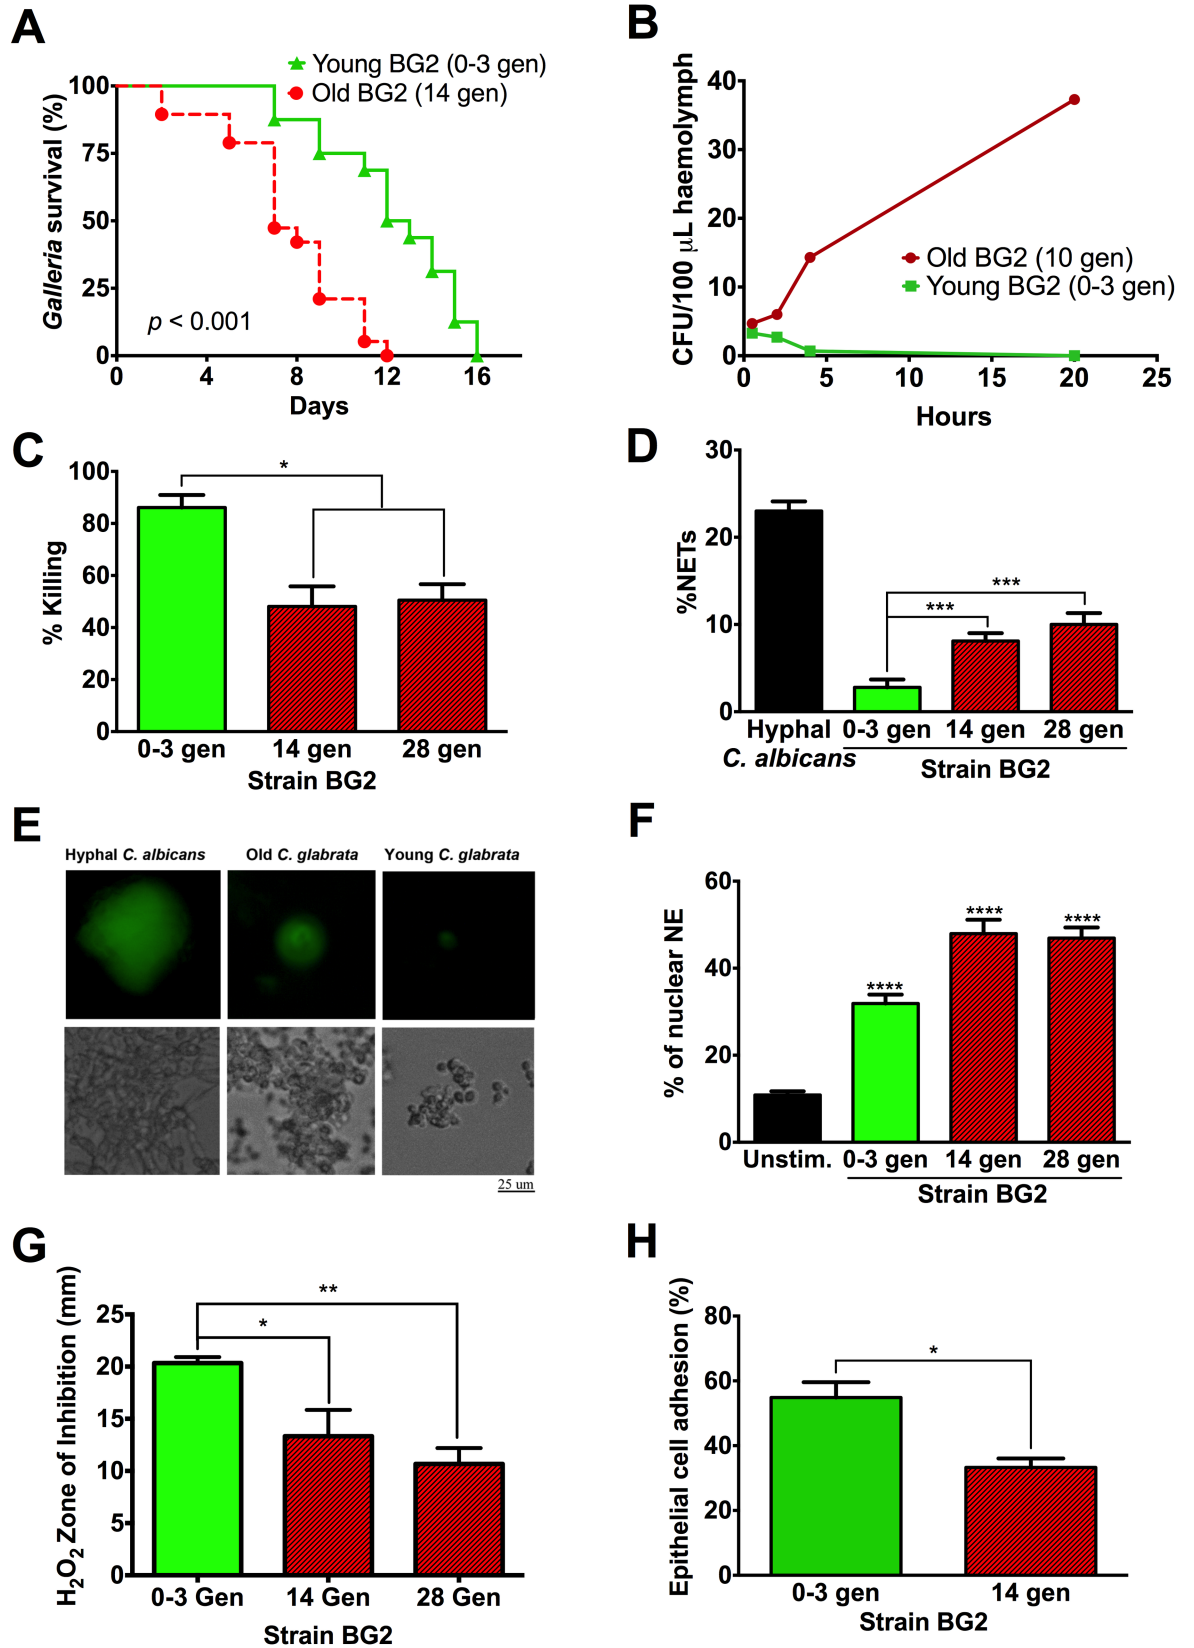 A
Young BG2 (0-3 gen)
Old BG2 (14 gen)
Galleria survival (%)
100
75
50
25
0
p < 0.001
0 4 8 12 16
Days
B
CFU/100 µL haemolymph
40
30
20
10
0
Old BG2 (10 gen)
Young BG2 (0-3 gen)
0 5 10 15 20 25
Hours
C
% Killing
100
80
60
40
20
0
*
0-3 gen 14 gen 28 gen
Strain BG2
D
%NETs
30
20
10
0
***
***
Hyphal 0-3 gen 14 gen 28 gen
C. albicans
Strain BG2
E
Hyphal C. albicans Old C. glabrata Young C. glabrata
25 um
F
% of nuclear NE
60
40
20
0
****
****
****
Unstim. 0-3 gen 14 gen 28 gen
Strain BG2
G
H2O2 Zone of Inhibition (mm)
25
20
15
10
5
0
**
*
0-3 Gen 14 Gen 28 Gen
Strain BG2
H
Epithelial cell adhesion (%)
80
60
40
20
0
*
0-3 gen 14 gen
Strain BG2